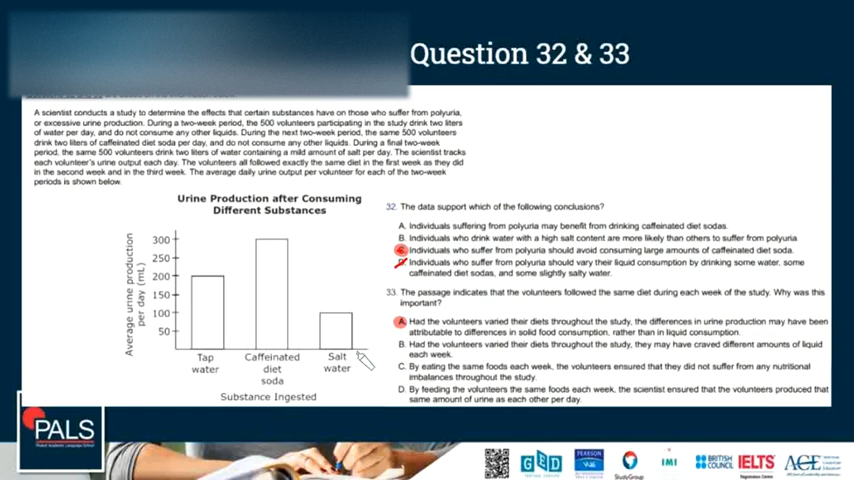 Question 32 & 33
A scientist conducts a study to determine the effects that certain substances have on those who suffer from polyuria,
or excessive urine production. During a two-week period, the 500 volunteers participating in the study drink two liters
of water per day, and do not consume any other liquids. During the next two-week period, the same 500 volunteers
drink two liters of caffeinated diet soda per day, and do not consume any other liquids. During a final two-week
period, the same 500 volunteers drink two liters of water containing a mild amount of salt per day. The scientist tracks
each volunteer's urine output each day. The volunteers all followed exactly the same diet in the first week as they did
in the second week and in the third week. The average daily urine output per volunteer for each of the two-week
periods is shown below.
Urine Production after Consuming
Different Substances
Average urine production
per day (mL)
300
250
200
150
100
50
Tap
water
Caffeinated
diet
soda
Salt
water
Substance Ingested
32. The data support which of the following conclusions?
A. Individuals suffering from polyuria may benefit from drinking caffeinated diet sodas.
B. Individuals who drink water with a high salt content are more likely than others to suffer from polyuria
C. Individuals who suffer from polyuria should avoid consuming large amounts of caffeinated diet soda.
D. Individuals who suffer from polyuria should vary their liquid consumption by drinking some water, some
caffeinated diet sodas, and some slightly salty water.
33. The passage indicates that the volunteers followed the same diet during each week of the study. Why was this
important?
A. Had the volunteers varied their diets throughout the study, the differences in urine production may have been
attributable to differences in solid food consumption, rather than in liquid consumption.
B. Had the volunteers varied their diets throughout the study, they may have craved different amounts of liquid
each week.
C. By eating the same foods each week, the volunteers ensured that they did not suffer from any nutritional
imbalances throughout the study.
D. By feeding the volunteers the same foods each week, the scientist ensured that the volunteers produced that
same amount of urine as each other per day.
PALS
GED
PEARSON
VUE
StudyGroup
IMI
BRITISH
COUNCIL
IELTS
ACE